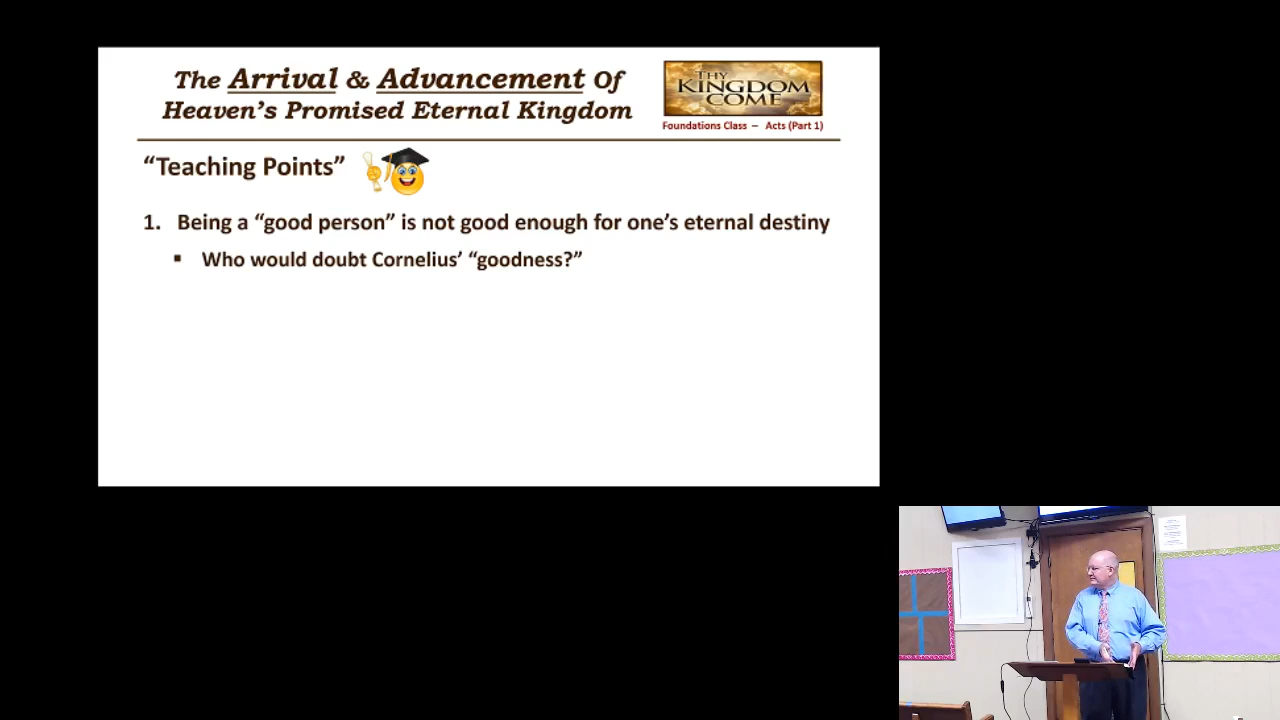 The Arrival & Advancement Of
Heaven's Promised Eternal Kingdom
THY
KINGDOM
COME
Foundations Class – Acts (Part 1)
“Teaching Points”
1. Being a “good person” is not good enough for one's eternal destiny
▪ Who would doubt Cornelius' “goodness?”